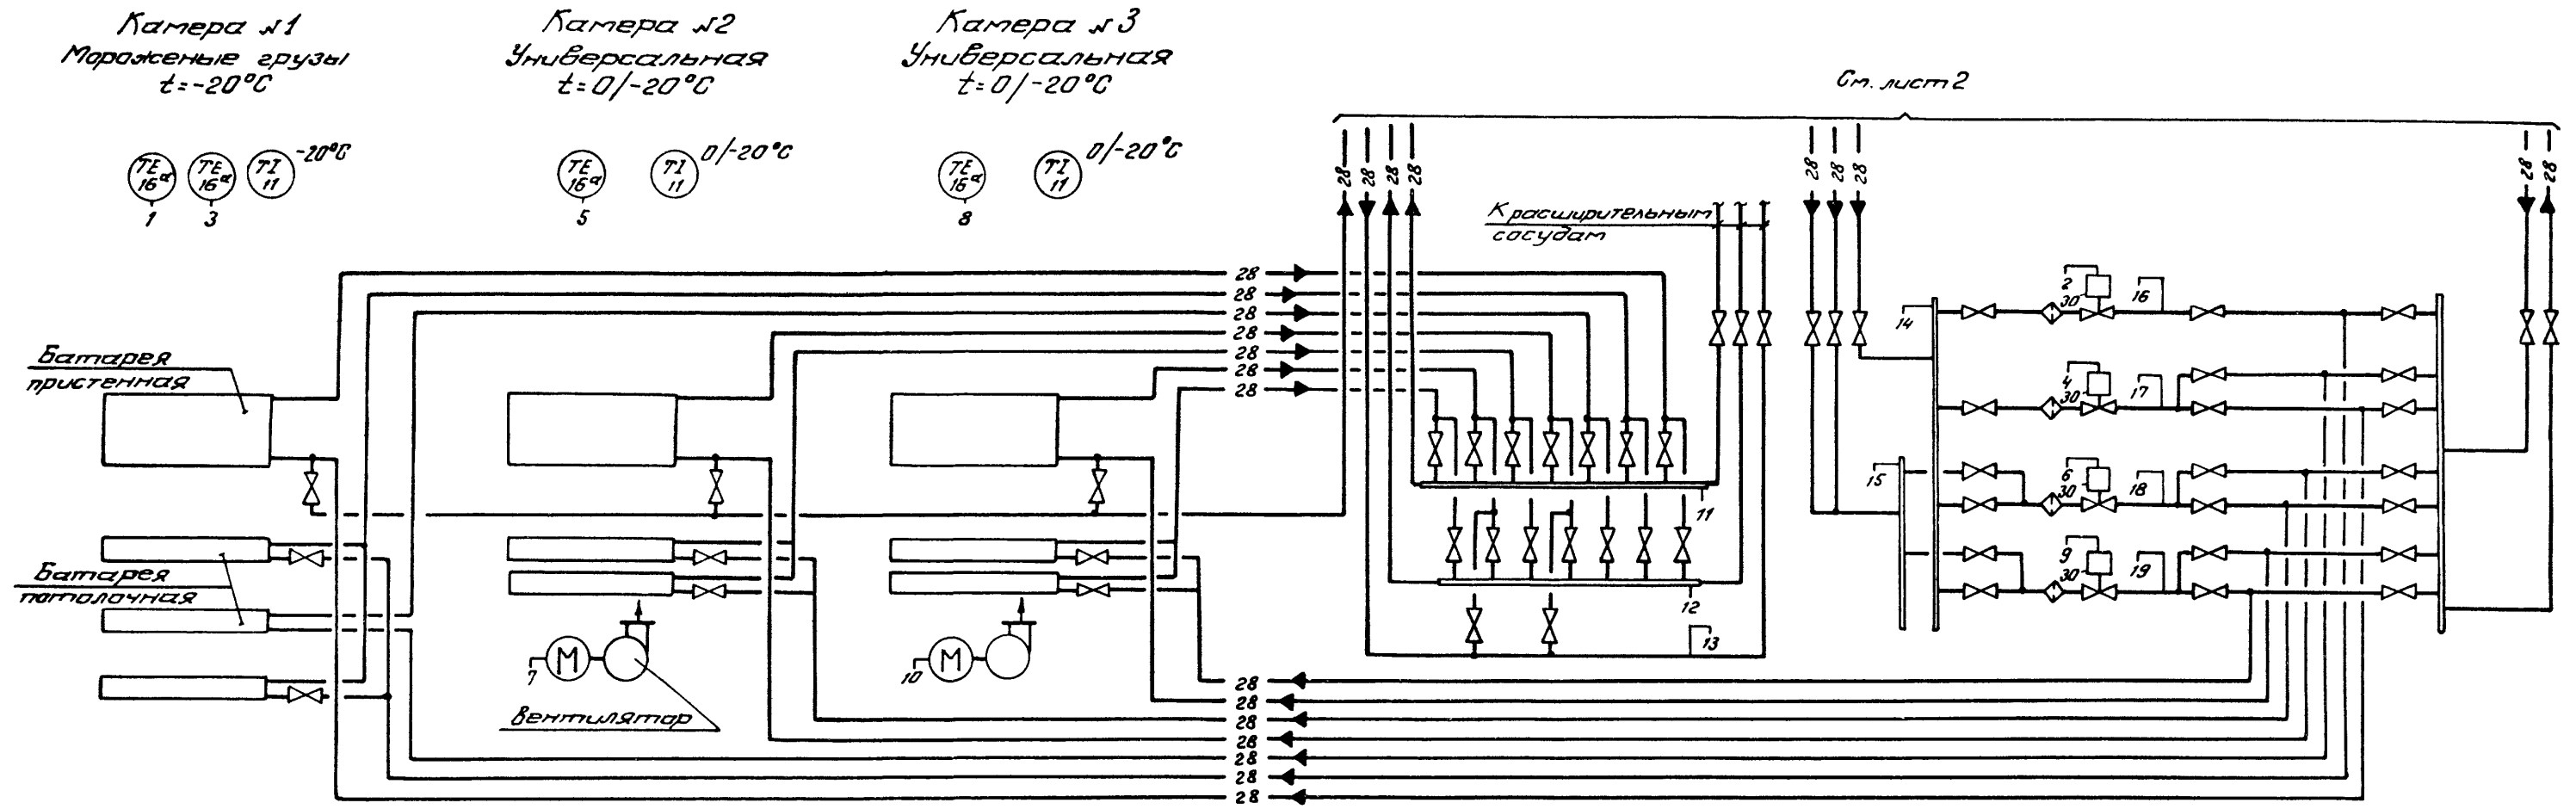 Камера №1
Мороженые грузы
t=-20°С
Камера №2
Универсальная
t=0/-20°С
Камера №3
Универсальная
t=0/-20°С
См. лист 2
TE
16а
1
TE
16а
3
TI
11
-20°С
TE
16а
5
TI
11
0/-20°С
TE
16а
8
TI
11
0/-20°С
28
28
28
28
28
28
28
28
28
К расширительным
сосудам
28
28
28
28
28
28
28
Батарея
пристенная
Батарея
потолочная
7
M
Вентилятор
10
M
11
12
13
14
15
2
30
16
4
30
17
6
30
18
9
30
19
28
28
28
28
28
28
28